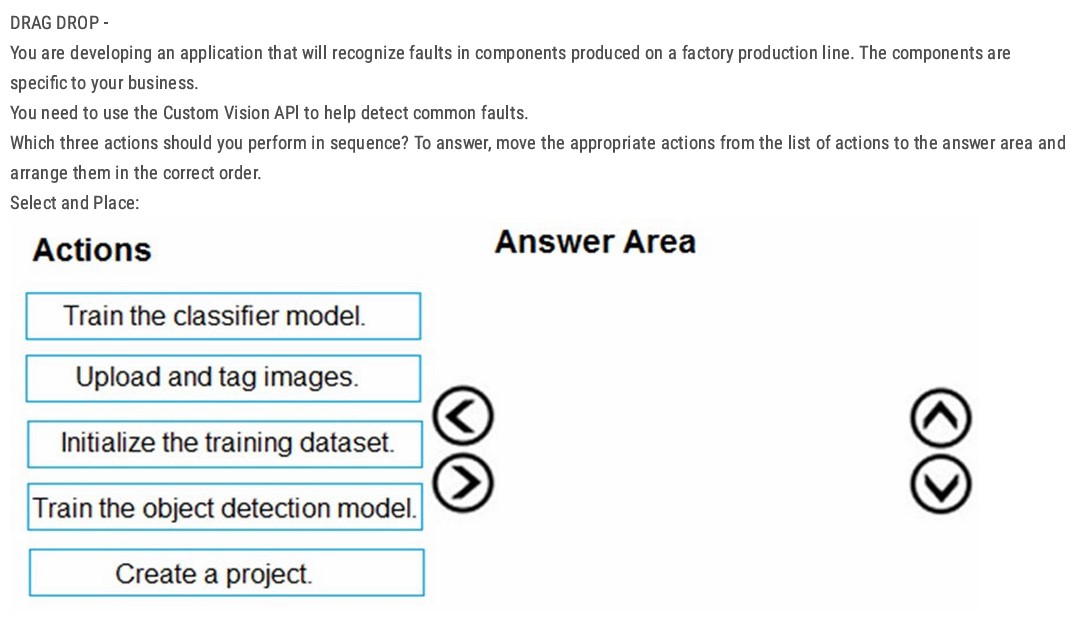 DRAG DROP -
You are developing an application that will recognize faults in components produced on a factory production line. The components are
specific to your business.
You need to use the Custom Vision API to help detect common faults.
Which three actions should you perform in sequence? To answer, move the appropriate actions from the list of actions to the answer area and
arrange them in the correct order.
Select and Place:
Actions
Answer Area
Train the classifier model.
Upload and tag images.
Initialize the training dataset.
Train the object detection model.
Create a project.